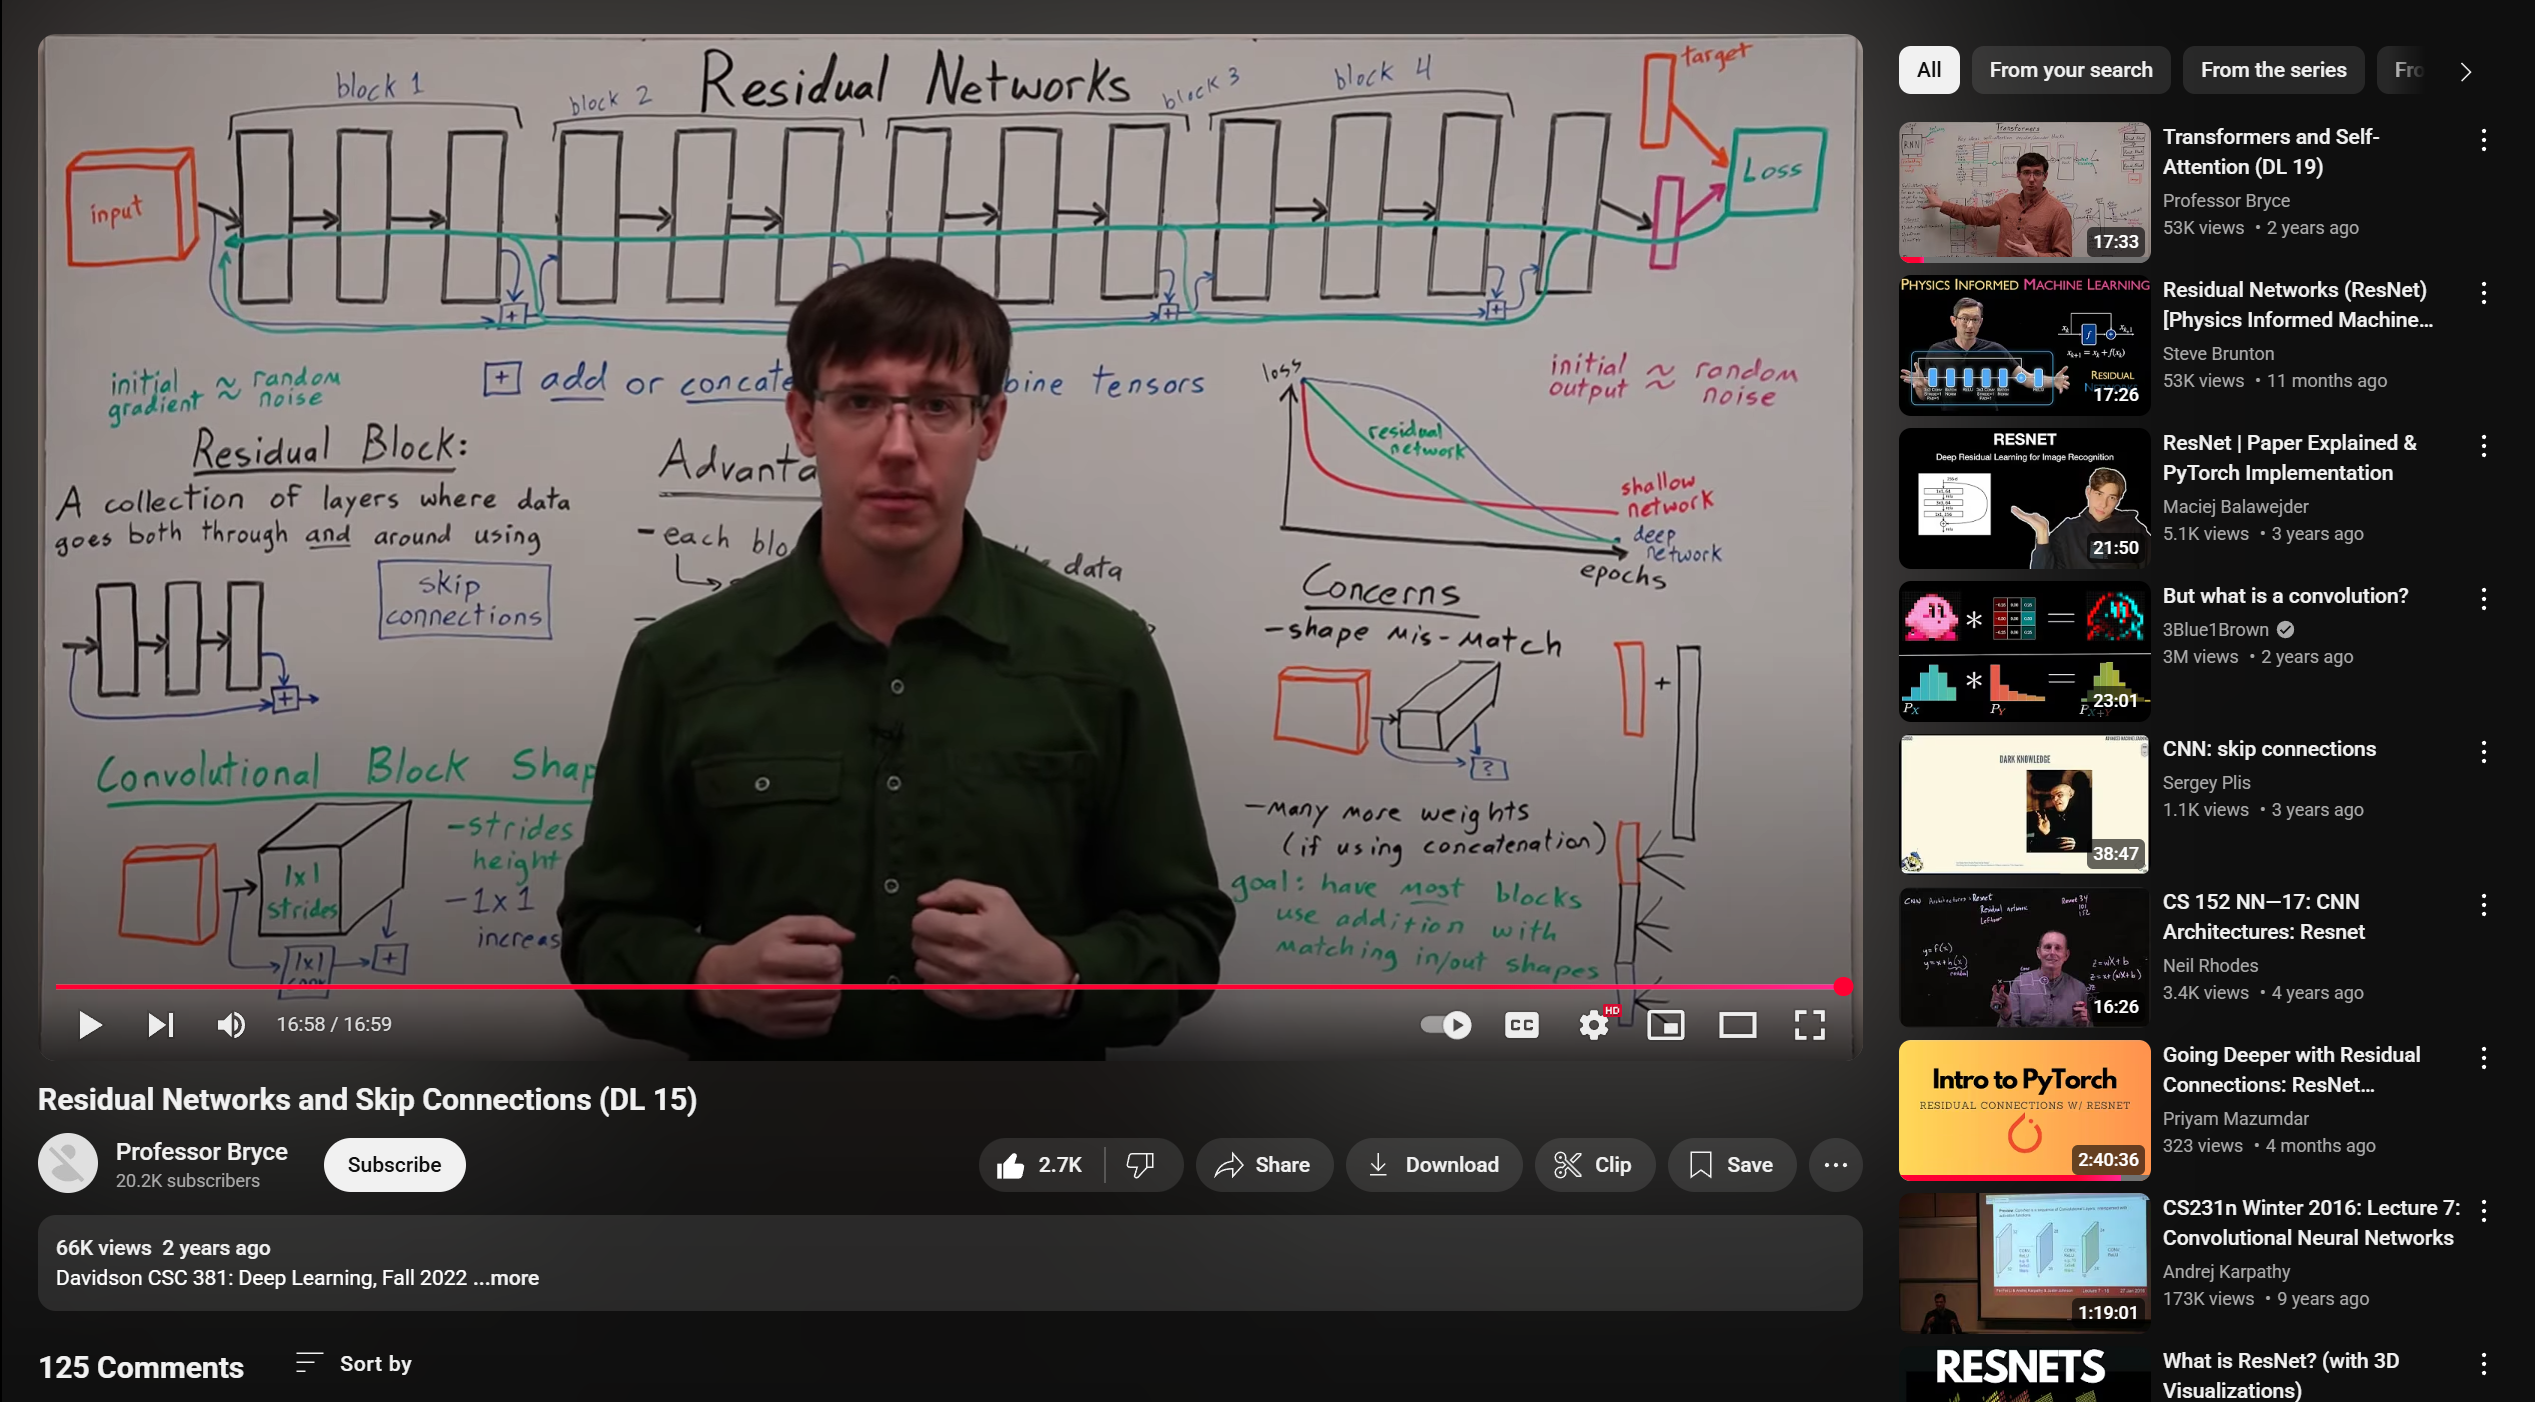 Residual Networks
block 1
block 2
block 3
block 4
target
input
Loss
initial gradient ≈ random noise
+ add or concate
bine tensors
initial output ≈ random noise
loss
residual network
shallow network
deep network
epochs
Residual Block:
A collection of layers where data
goes both through and around using
skip
connections
+
Advanta
- each blo
data
Concerns
- shape mis-match
+
?
- Many more weights
(if using concatenation)
goal: have most blocks
use addition with
matching in/out shapes
Convolutional Block Shap
1x1
strides
1x1
+
- strides
height
- 1x1
increas
16:58 / 16:59
CC
HD
Residual Networks and Skip Connections (DL 15)
Professor Bryce
20.2K subscribers
Subscribe
2.7K
Share
Download
Clip
Save
66K views 2 years ago
Davidson CSC 381: Deep Learning, Fall 2022 ...more
125 Comments
Sort by
All
From your search
From the series
Fro
Transformers
17:33
Transformers and Self-
Attention (DL 19)
Professor Bryce
53K views • 2 years ago
PHYSICS INFORMED MACHINE LEARNING
RESIDUAL
17:26
Residual Networks (ResNet)
[Physics Informed Machine...
Steve Brunton
53K views • 11 months ago
RESNET
Deep Residual Learning for Image Recognition
21:50
ResNet | Paper Explained &
PyTorch Implementation
Maciej Balawejder
5.1K views • 3 years ago
* =
* =
PX PY PX+Y
23:01
But what is a convolution?
3Blue1Brown
3M views • 2 years ago
DARK KNOWLEDGE
38:47
CNN: skip connections
Sergey Plis
1.1K views • 3 years ago
16:26
CS 152 NN—17: CNN
Architectures: Resnet
Neil Rhodes
3.4K views • 4 years ago
Intro to PyTorch
RESIDUAL CONNECTIONS W/ RESNET
2:40:36
Going Deeper with Residual
Connections: ResNet...
Priyam Mazumdar
323 views • 4 months ago
1:19:01
CS231n Winter 2016: Lecture 7:
Convolutional Neural Networks
Andrej Karpathy
173K views • 9 years ago
RESNETS
What is ResNet? (with 3D
Visualizations)